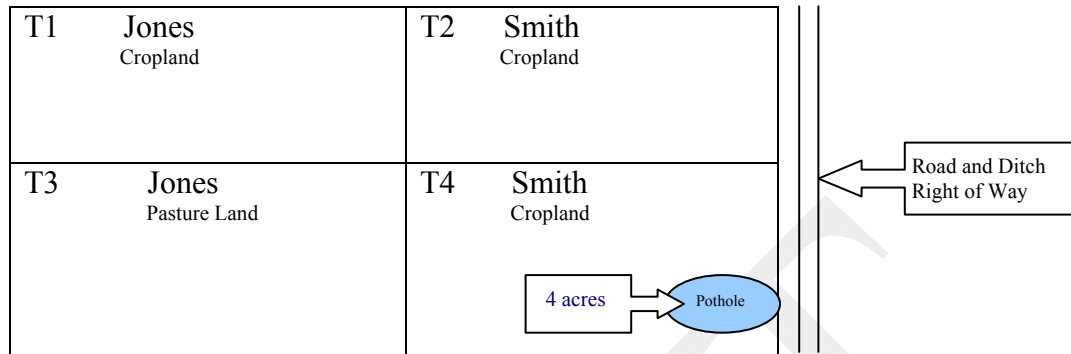 T1 Jones
Cropland
T2 Smith
Cropland
T3 Jones
Pasture Land
T4 Smith
Cropland
Road and Ditch
Right of Way
4 acres
Pothole